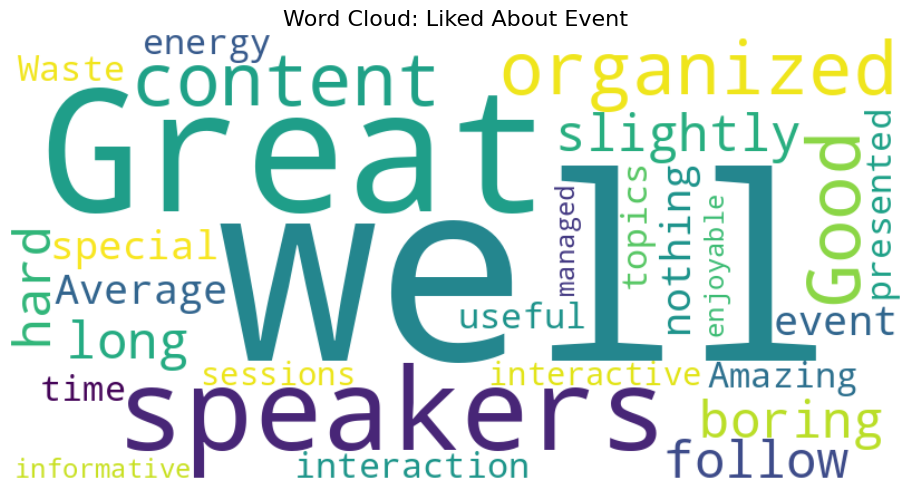 Word Cloud: Liked About Event
energy
Waste
content
organized
Great
slightly
Good
presented
well
managed
topics
nothing
enjoyable
hard
special
Average
useful
event
long
sessions
interactive
Amazing
time
speakers
boring
informative
interaction
follow